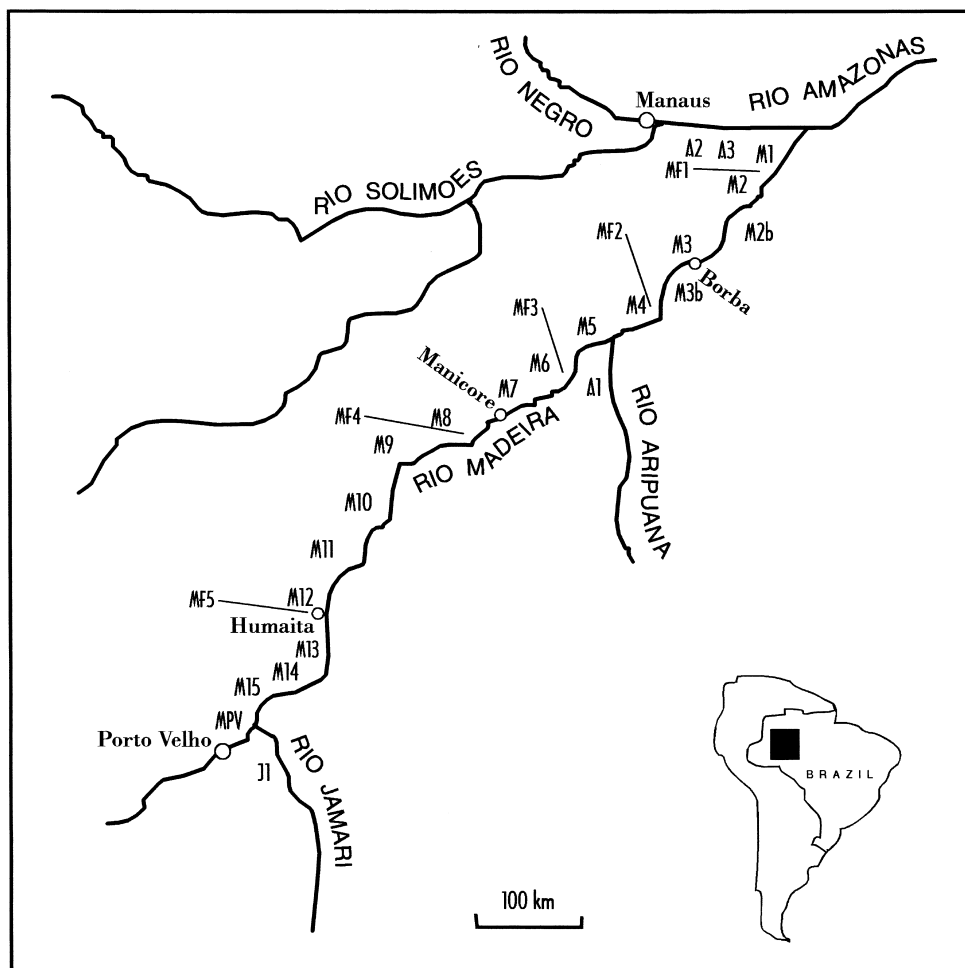 RIO NEGRO
RIO AMAZONAS
Manaus
A2
A3
M1
MF1
M2
RIO SOLIMOES
MF2
M3
M2b
Borba
M3b
M4
MF3
M5
M6
A1
Manicore
M7
MF4
M8
M9
RIO MADEIRA
RIO ARIPUANA
M10
M11
MF5
M12
Humaita
M13
M14
M15
MPV
Porto Velho
J1
RIO JAMARI
BRAZIL
100 km